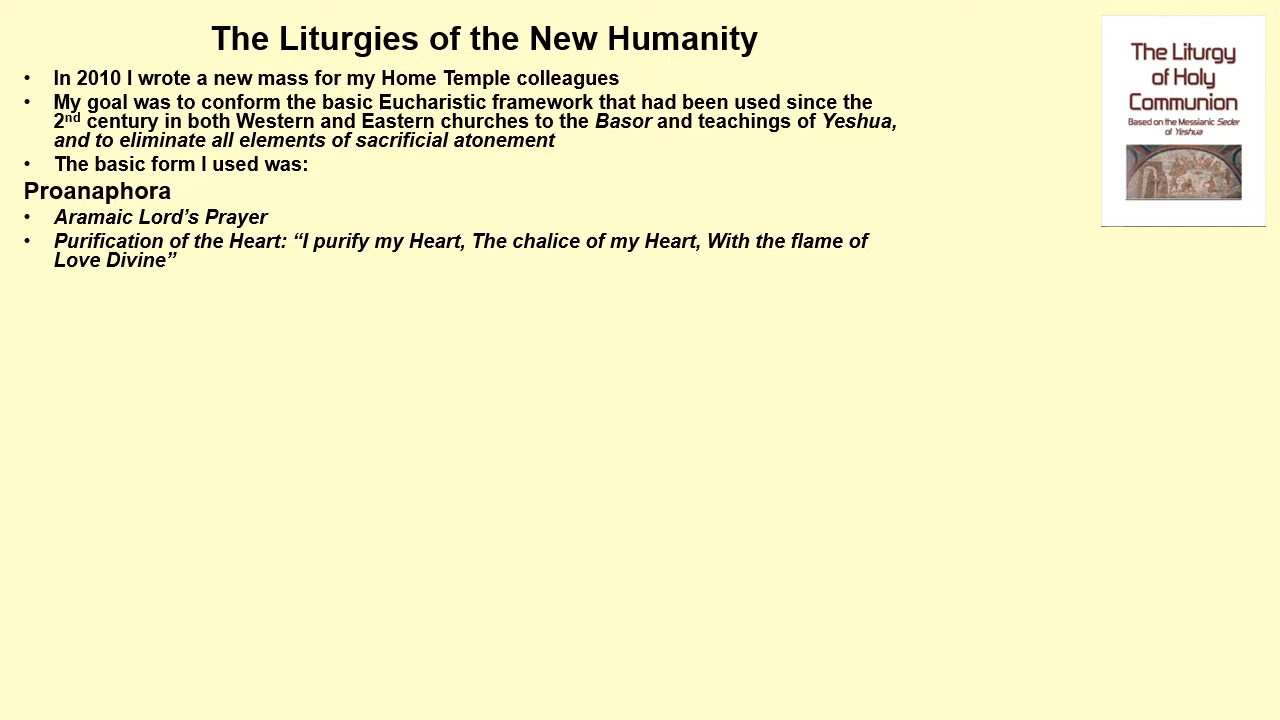 The Liturgies of the New Humanity
• In 2010 I wrote a new mass for my Home Temple colleagues
• My goal was to conform the basic Eucharistic framework that had been used since the
2nd century in both Western and Eastern churches to the Basor and teachings of Yeshua,
and to eliminate all elements of sacrificial atonement
• The basic form I used was:
Proanaphora
• Aramaic Lord’s Prayer
• Purification of the Heart: “I purify my Heart, The chalice of my Heart, With the flame of
Love Divine”
The Liturgy
of Holy
Communion
Based on the Messianic Seder
of Yeshua